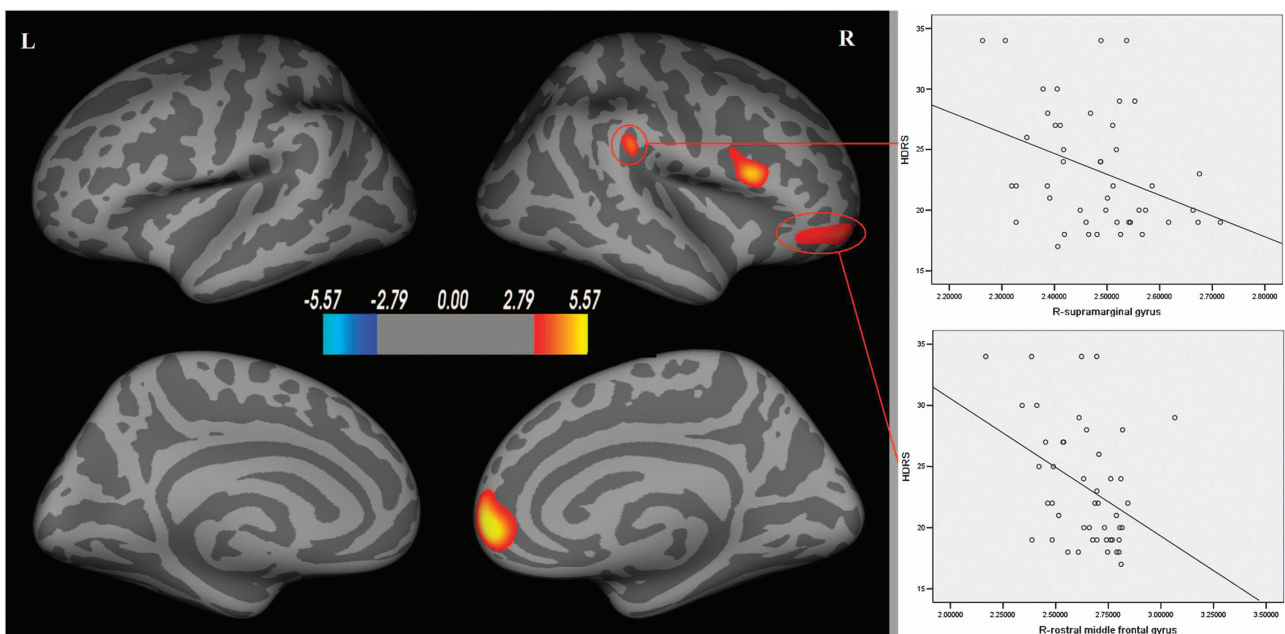 L
R
-5.57 -2.79 0.00 2.79 5.57
HDRS
35
30
25
20
15
2.20000 2.30000 2.40000 2.50000 2.60000 2.70000 2.80000
R-supramarginal gyrus
HDRS
35
30
25
20
15
2.00000 2.25000 2.50000 2.75000 3.00000 3.25000 3.50000
R-rostral middle frontal gyrus